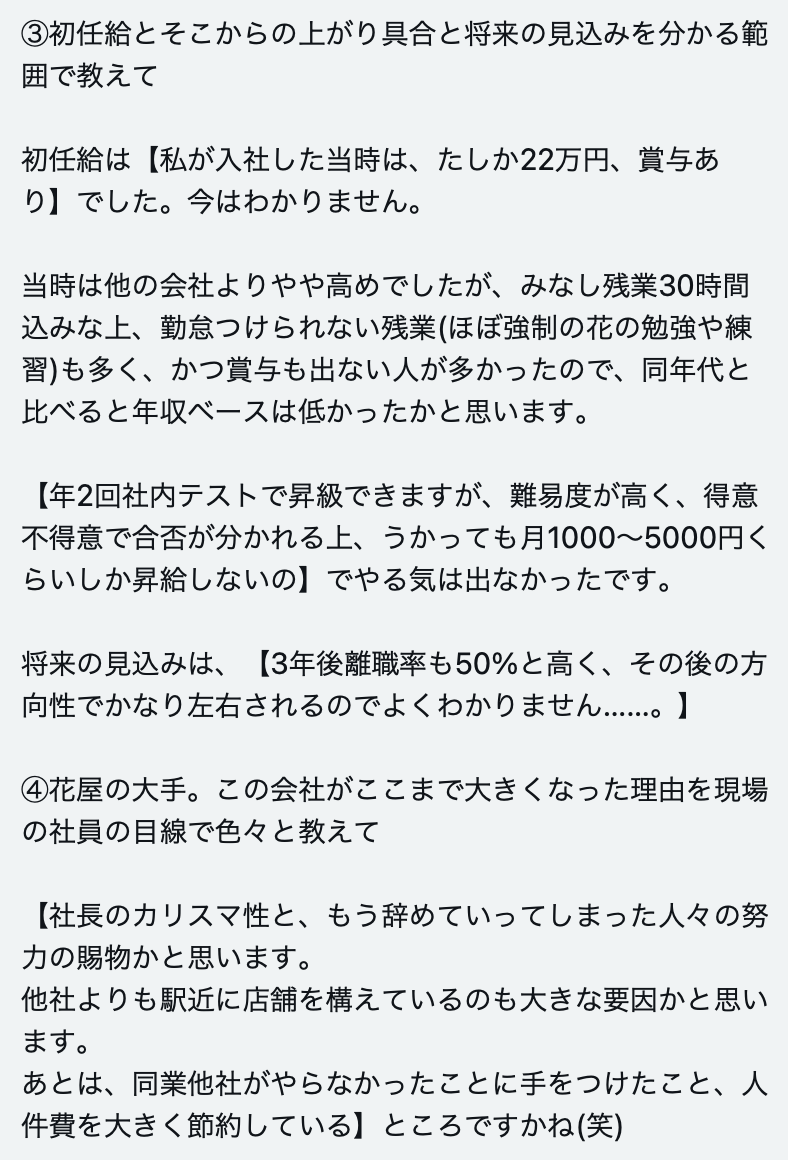 ③初任給とそこからの上がり具合と将来の見込みを分かる範
囲で教えて
初任給は【私が入社した当時は、たしか22万円、賞与あ
り】でした。今はわかりません。
当時は他の会社よりやや高めでしたが、みなし残業30時間
込みな上、勤怠つけられない残業(ほぼ強制の花の勉強や練
習)も多く、かつ賞与も出ない人が多かったので、同年代と
比べると年収ベースは低かったかと思います。
【年2回社内テストで昇級できますが、難易度が高く、得意
不得意で合否が分かれる上、うかっても月1000〜5000円く
らいしか昇給しないの】でやる気は出なかったです。
将来の見込みは、【3年後離職率も50%と高く、その後の方
向性でかなり左右されるのでよくわかりません……。】
④花屋の大手。この会社がここまで大きくなった理由を現場
の社員の目線で色々と教えて
【社長のカリスマ性と、もう辞めていってしまった人々の努
力の賜物かと思います。
他社よりも駅近に店舗を構えているのも大きな要因かと思い
ます。
あとは、同業他社がやらなかったことに手をつけたこと、人
件費を大きく節約している】ところですかね(笑)